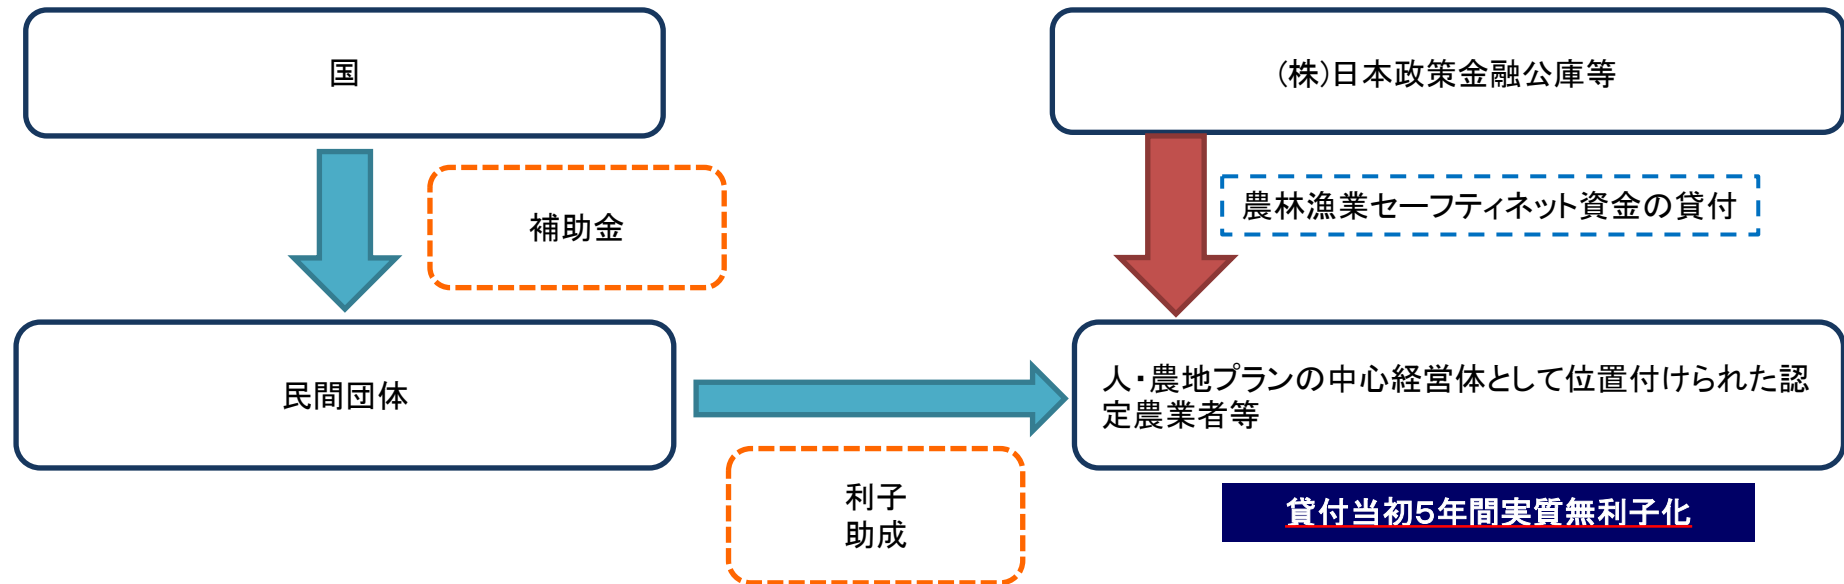 国
(株)日本政策金融公庫等
補助金
農林漁業セーフティネット資金の貸付
民間団体
人・農地プランの中心経営体として位置付けられた認
定農業者等
利子
助成
貸付当初5年間実質無利子化